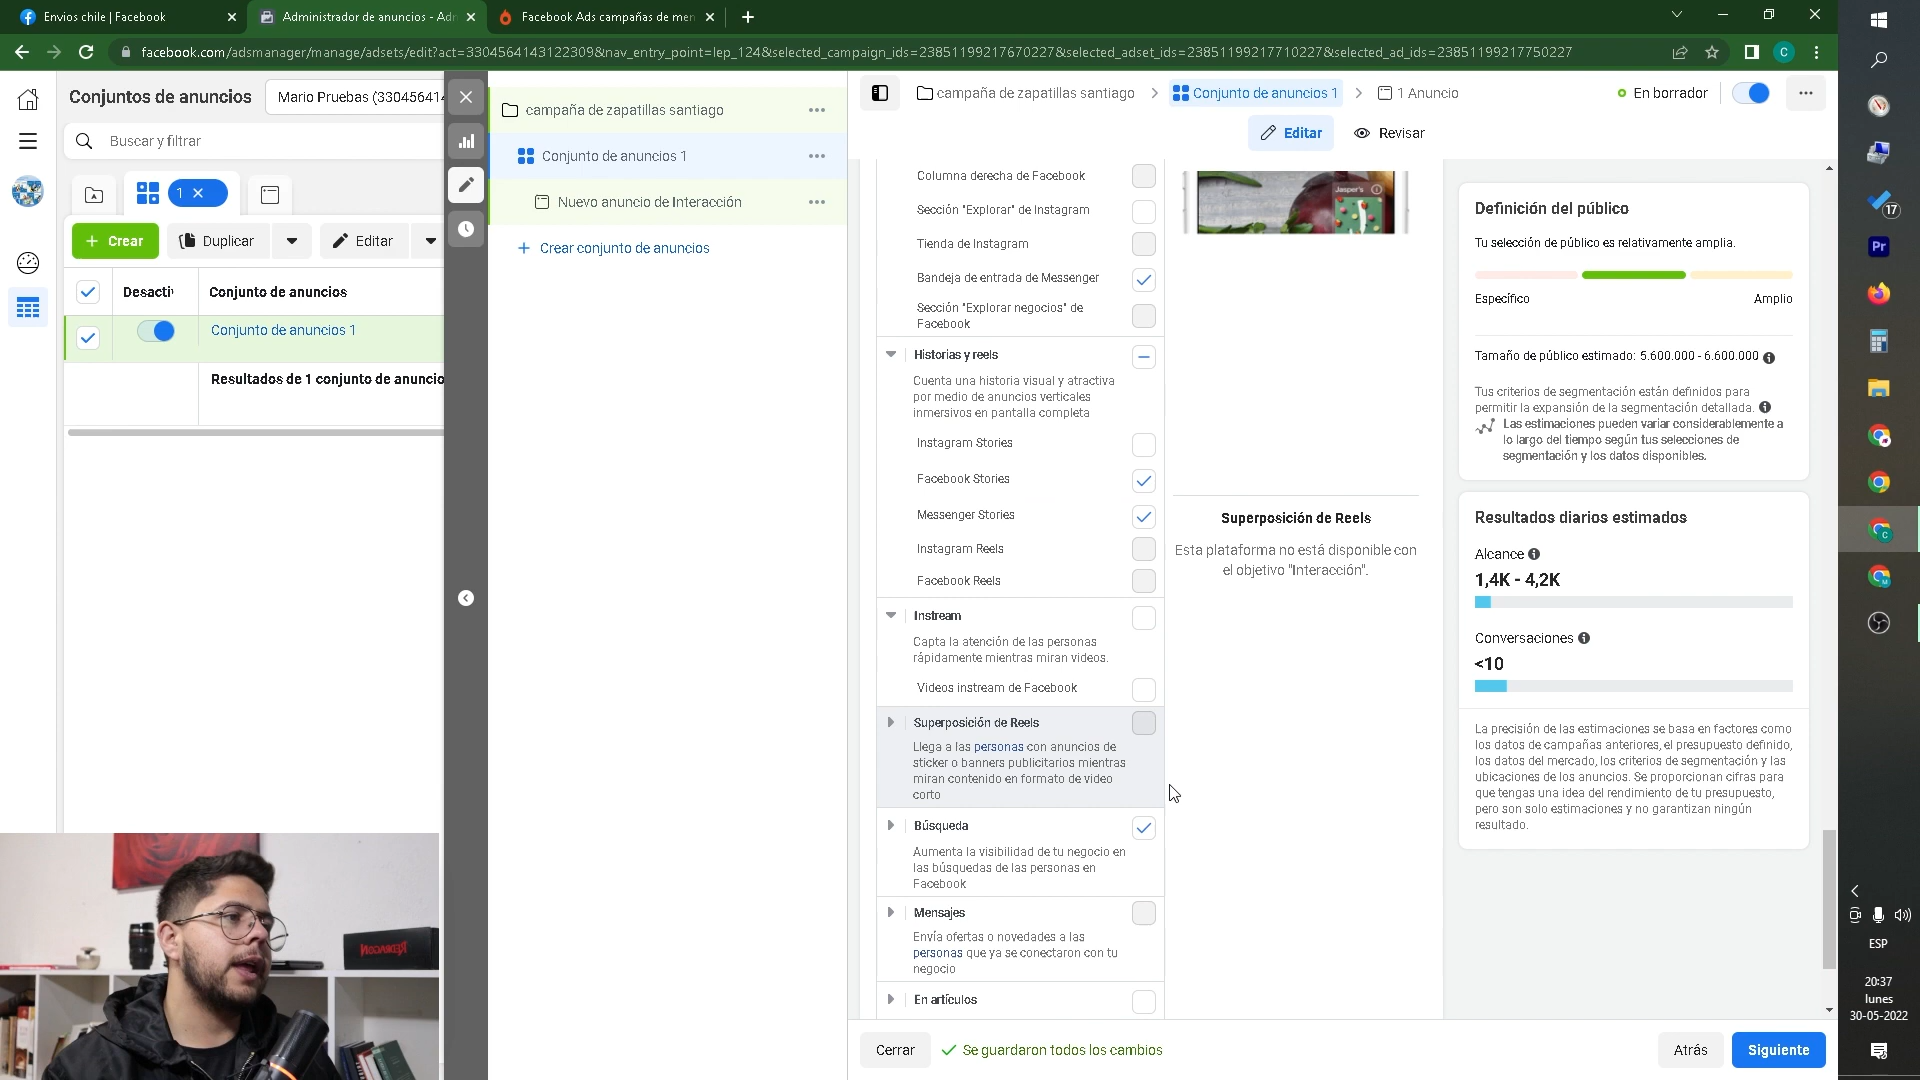 Envios chile | Facebook
Administrador de anuncios - Adm
Facebook Ads campañas de men
facebook.com/adsmanager/manage/adsets/edit?act=3304564143122309&nav_entry_point=lep_124&selected_campaign_ids=23851199217670227&selected_adset_ids=23851199217710227&selected_ad_ids=23851199217750227
C
Conjuntos de anuncios
Mario Pruebas (330456414
Buscar y filtrar
1
Crear
Duplicar
Editar
Desacti
Conjunto de anuncios
Conjunto de anuncios 1
Resultados de 1 conjunto de anuncio
campaña de zapatillas santiago
Conjunto de anuncios 1
Nuevo anuncio de Interacción
Crear conjunto de anuncios
campaña de zapatillas santiago
Conjunto de anuncios 1
1 Anuncio
En borrador
Editar
Revisar
Columna derecha de Facebook
Sección "Explorar" de Instagram
Tienda de Instagram
Bandeja de entrada de Messenger
Sección "Explorar negocios" de
Facebook
Historias y reels
Cuenta una historia visual y atractiva
por medio de anuncios verticales
inmersivos en pantalla completa
Instagram Stories
Facebook Stories
Messenger Stories
Instagram Reels
Facebook Reels
Instream
Capta la atención de las personas
rápidamente mientras miran videos.
Videos instream de Facebook
Superposición de Reels
Llega a las personas con anuncios de
sticker o banners publicitarios mientras
miran contenido en formato de video
corto
Búsqueda
Aumenta la visibilidad de tu negocio en
las búsquedas de las personas en
Facebook
Mensajes
Envía ofertas o novedades a las
personas que ya se conectaron con tu
negocio
En artículos
Jasper's
Superposición de Reels
Esta plataforma no está disponible con
el objetivo "Interacción".
Definición del público
Tu selección de público es relativamente amplia.
Específico
Amplio
Tamaño de público estimado: 5.600.000 - 6.600.000
Tus criterios de segmentación están definidos para
permitir la expansión de la segmentación detallada.
Las estimaciones pueden variar considerablemente a
lo largo del tiempo según tus selecciones de
segmentación y los datos disponibles.
Resultados diarios estimados
Alcance
1,4K - 4,2K
Conversaciones
<10
La precisión de las estimaciones se basa en factores como
los datos de campañas anteriores, el presupuesto definido,
los datos del mercado, los criterios de segmentación y las
ubicaciones de los anuncios. Se proporcionan cifras para
que tengas una idea del rendimiento de tu presupuesto,
pero son solo estimaciones y no garantizan ningún
resultado.
Cerrar
Se guardaron todos los cambios
Atrás
Siguiente
17
Pr
ESP
20:37
lunes
30-05-2022